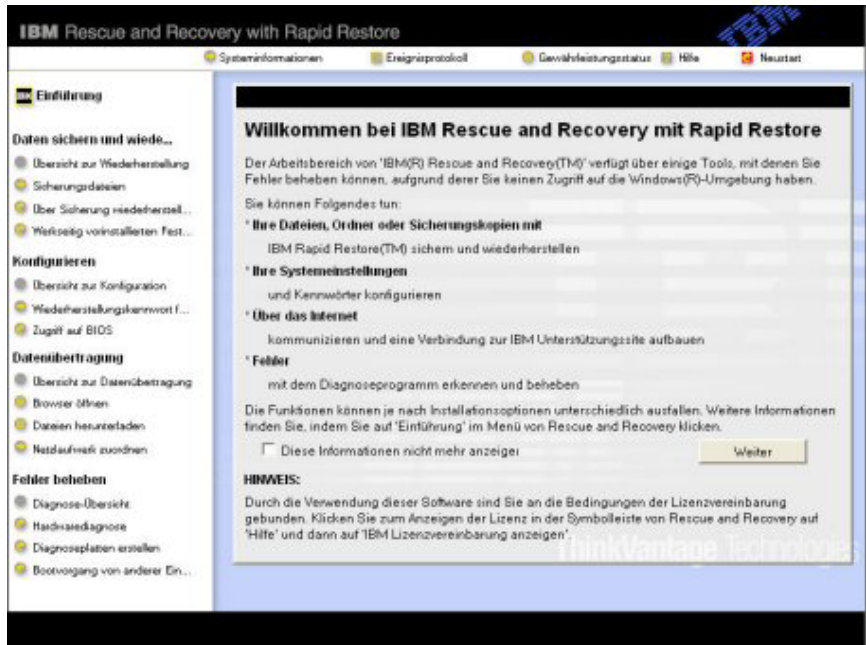 IBM Rescue and Recovery with Rapid Restore
IBM
Systeminformationen
Ereignisprotokoll
Gewährleistungsstatus
Hilfe
Neustart
IBM Einführung
Daten sichern und wiede...
Übersicht zur Wiederherstellung
Sicherungsdateien
Über Sicherung wiederherstell...
Werkseitig vorinstallierten Fest...
Konfigurieren
Übersicht zur Konfiguration
Wiederherstellungskennwort f...
Zugriff auf BIOS
Datenübertragung
Übersicht zur Datenübertragung
Browser öffnen
Dateien herunterladen
Netzlaufwerk zuordnen
Fehler beheben
Diagnose-Übersicht
Hardwarediagnose
Diagnoseplatten erstellen
Bootvorgang von anderer Ein...
Willkommen bei IBM Rescue and Recovery mit Rapid Restore
Der Arbeitsbereich von 'IBM(R) Rescue and Recovery(TM)' verfügt über einige Tools, mit denen Sie
Fehler beheben können, aufgrund derer Sie keinen Zugriff auf die Windows(R)-Umgebung haben.
Sie können Folgendes tun:
* Ihre Dateien, Ordner oder Sicherungskopien mit
IBM Rapid Restore(TM) sichern und wiederherstellen
* Ihre Systemeinstellungen
und Kennwörter konfigurieren
* Über das Internet
kommunizieren und eine Verbindung zur IBM Unterstützungssite aufbauen
* Fehler
mit dem Diagnoseprogramm erkennen und beheben
Die Funktionen können je nach Installationsoptionen unterschiedlich ausfallen. Weitere Informationen
finden Sie, indem Sie auf 'Einführung' im Menü von Rescue and Recovery klicken.
Diese Informationen nicht mehr anzeiger
Weiter
HINWEIS:
Durch die Verwendung dieser Software sind Sie an die Bedingungen der Lizenzvereinbarung
gebunden. Klicken Sie zum Anzeigen der Lizenz in der Symbolleiste von Rescue and Recovery auf
'Hilfe' und dann auf 'IBM Lizenzvereinbarung anzeigen'.
ThinkVantage Technologies